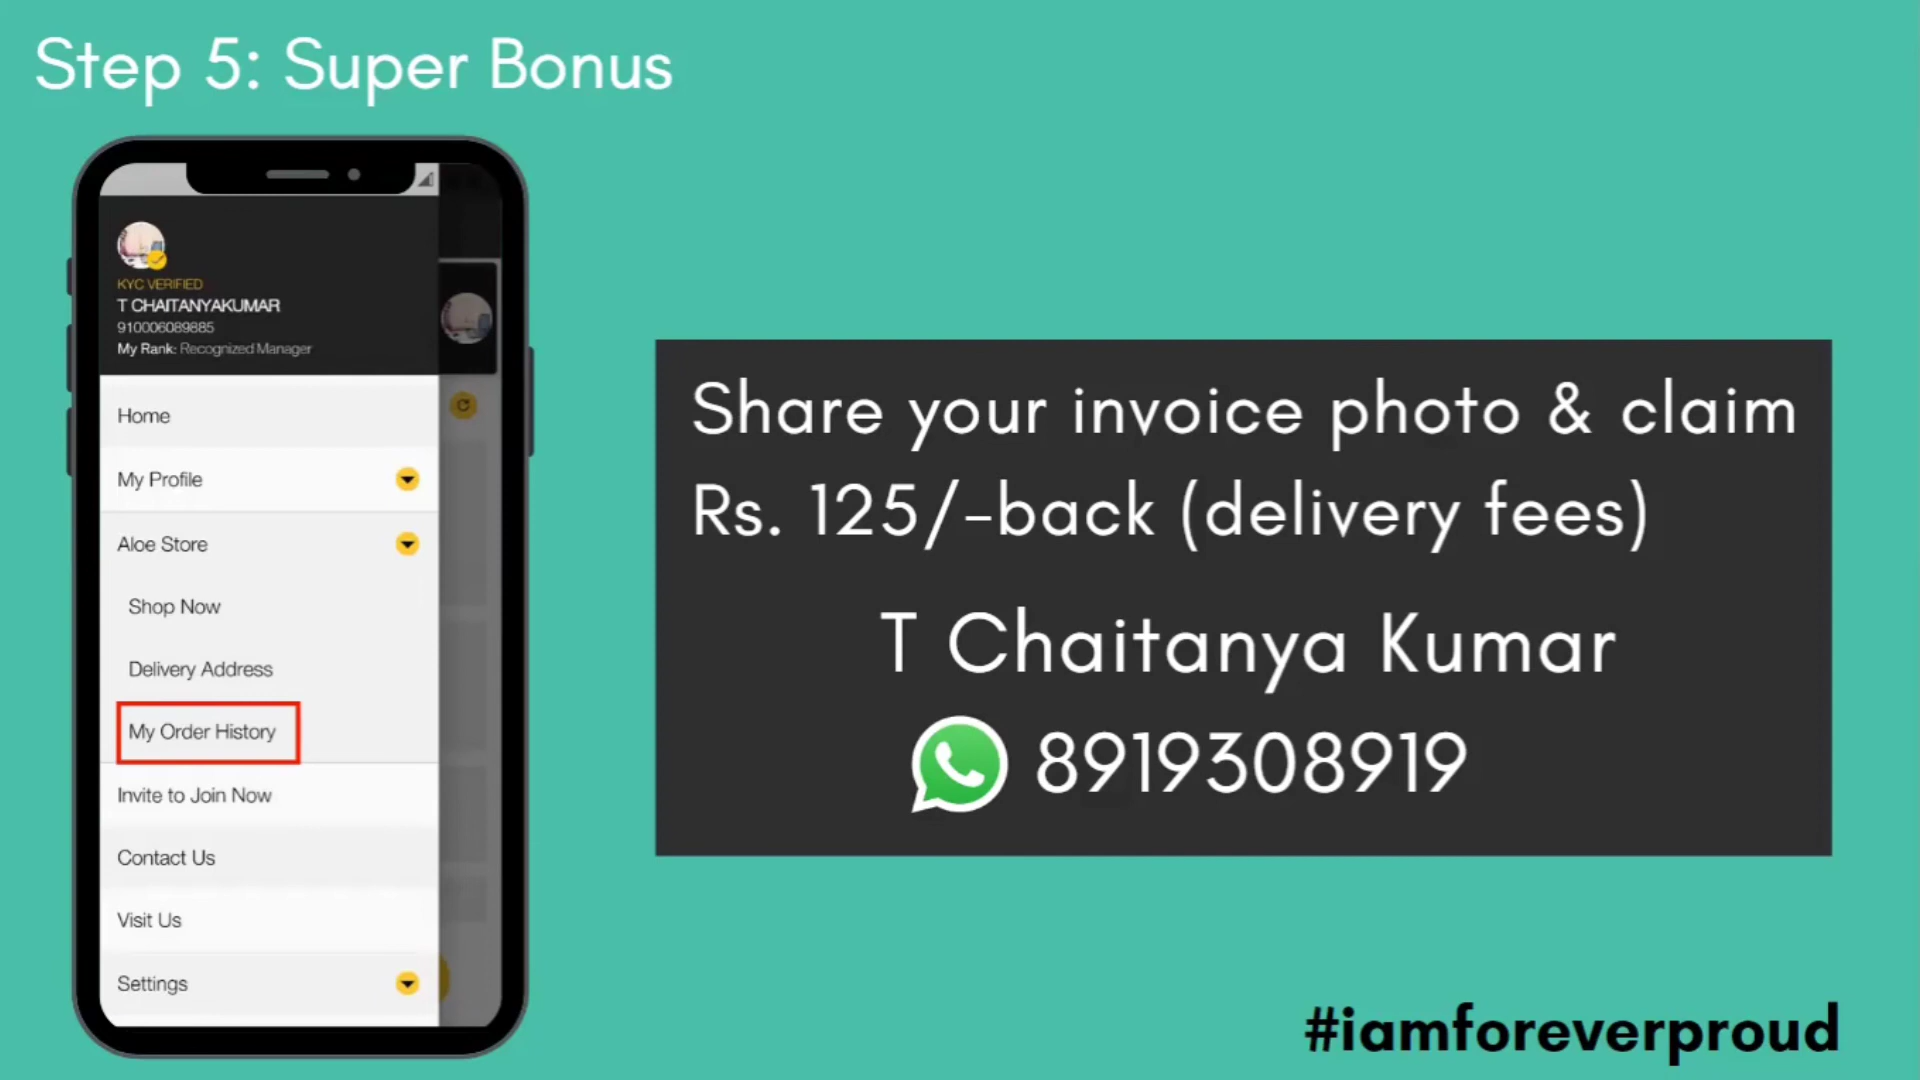 Step 5: Super Bonus
KYC VERIFIED
T CHAITANYAKUMAR
910006089885
My Rank: Recognized Manager
Home
My Profile
Aloe Store
Shop Now
Delivery Address
My Order History
Invite to Join Now
Contact Us
Visit Us
Settings
Share your invoice photo & claim
Rs. 125/-back (delivery fees)
T Chaitanya Kumar
8919308919
#iamforeverproud